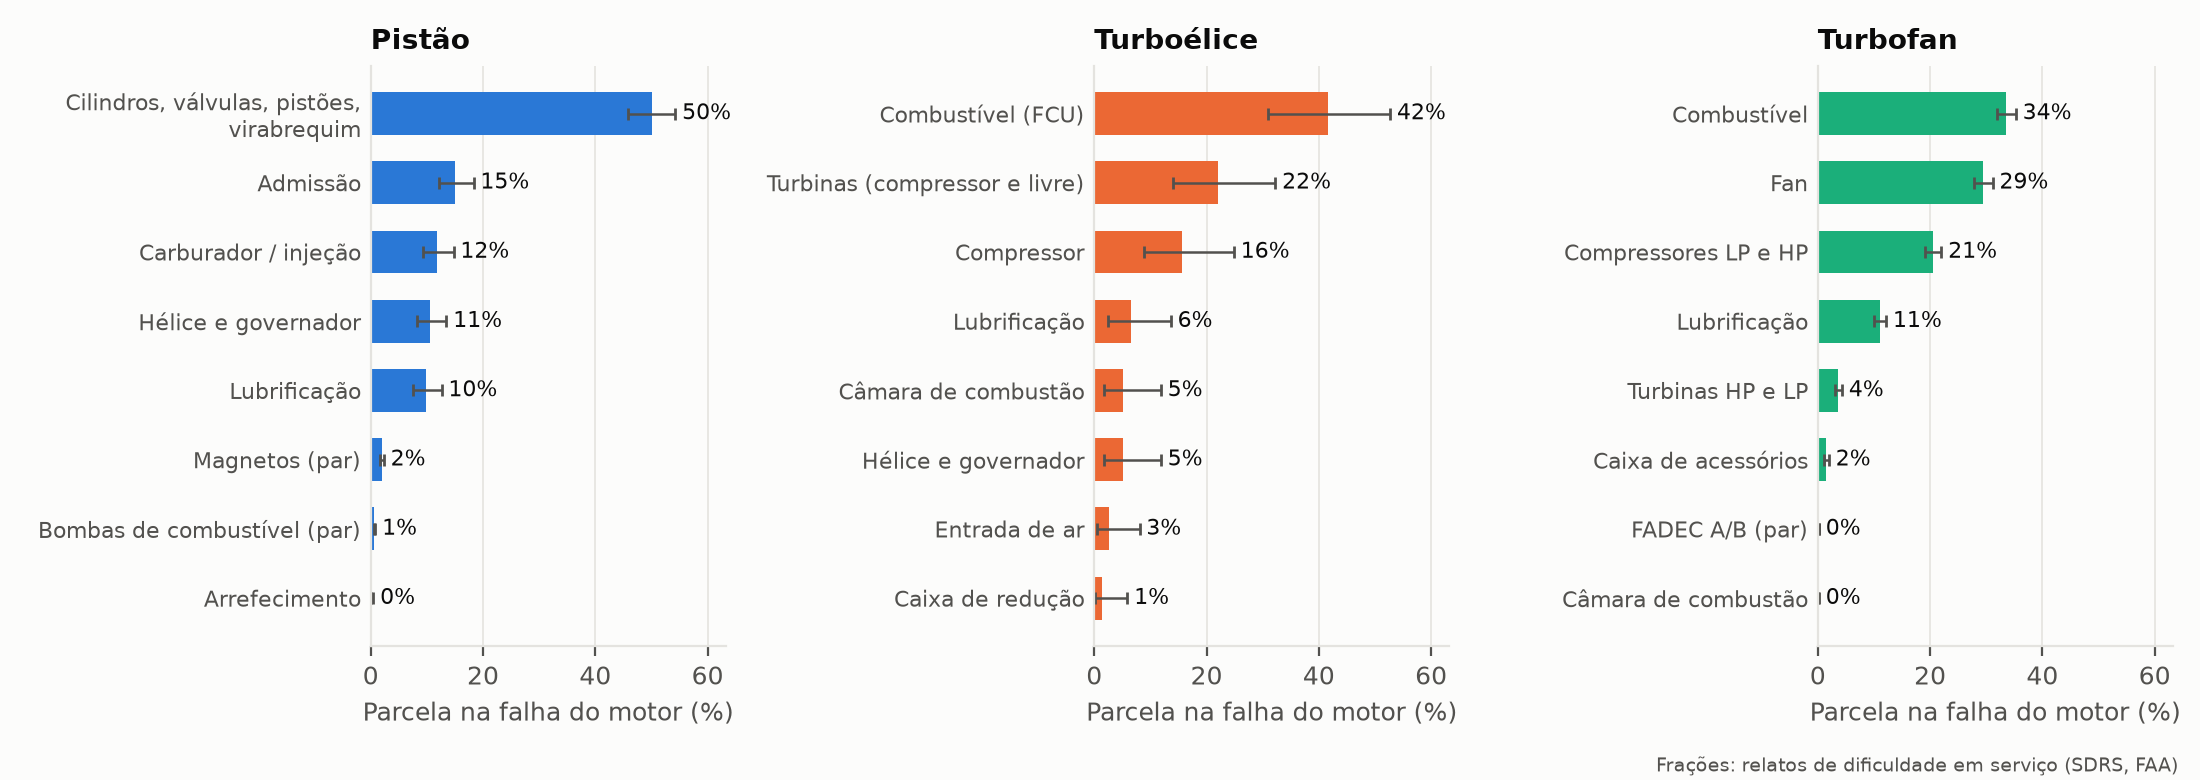 Pistão
Cilindros, válvulas, pistões,
virabrequim
50%
Admissão
15%
Carburador / injeção
12%
Hélice e governador
11%
Lubrificação
10%
Magnetos (par)
2%
Bombas de combustível (par)
1%
Arrefecimento
0%
0 20 40 60
Parcela na falha do motor (%)
Turboélice
Combustível (FCU)
42%
Turbinas (compressor e livre)
22%
Compressor
16%
Lubrificação
6%
Câmara de combustão
5%
Hélice e governador
5%
Entrada de ar
3%
Caixa de redução
1%
0 20 40 60
Parcela na falha do motor (%)
Turbofan
Combustível
34%
Fan
29%
Compressores LP e HP
21%
Lubrificação
11%
Turbinas HP e LP
4%
Caixa de acessórios
2%
FADEC A/B (par)
0%
Câmara de combustão
0%
0 20 40 60
Parcela na falha do motor (%)
Frações: relatos de dificuldade em serviço (SDRS, FAA)